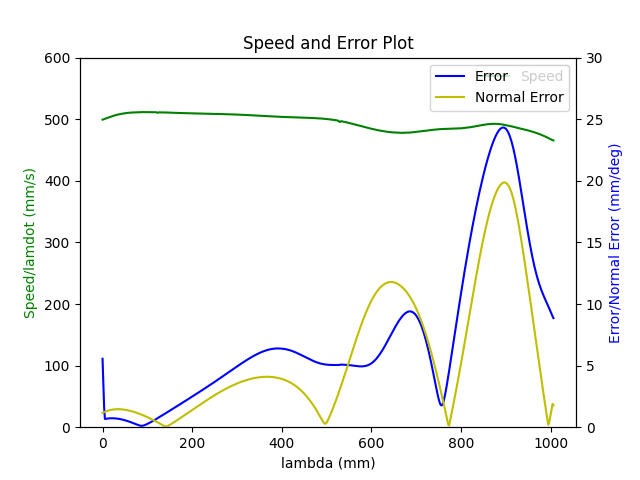 Speed and Error Plot
600
500
400
300
200
100
0
Speed/lamdot (mm/s)
30
25
20
15
10
5
0
Error/Normal Error (mm/deg)
Error
Speed
Normal Error
0
200
400
600
800
1000
lambda (mm)